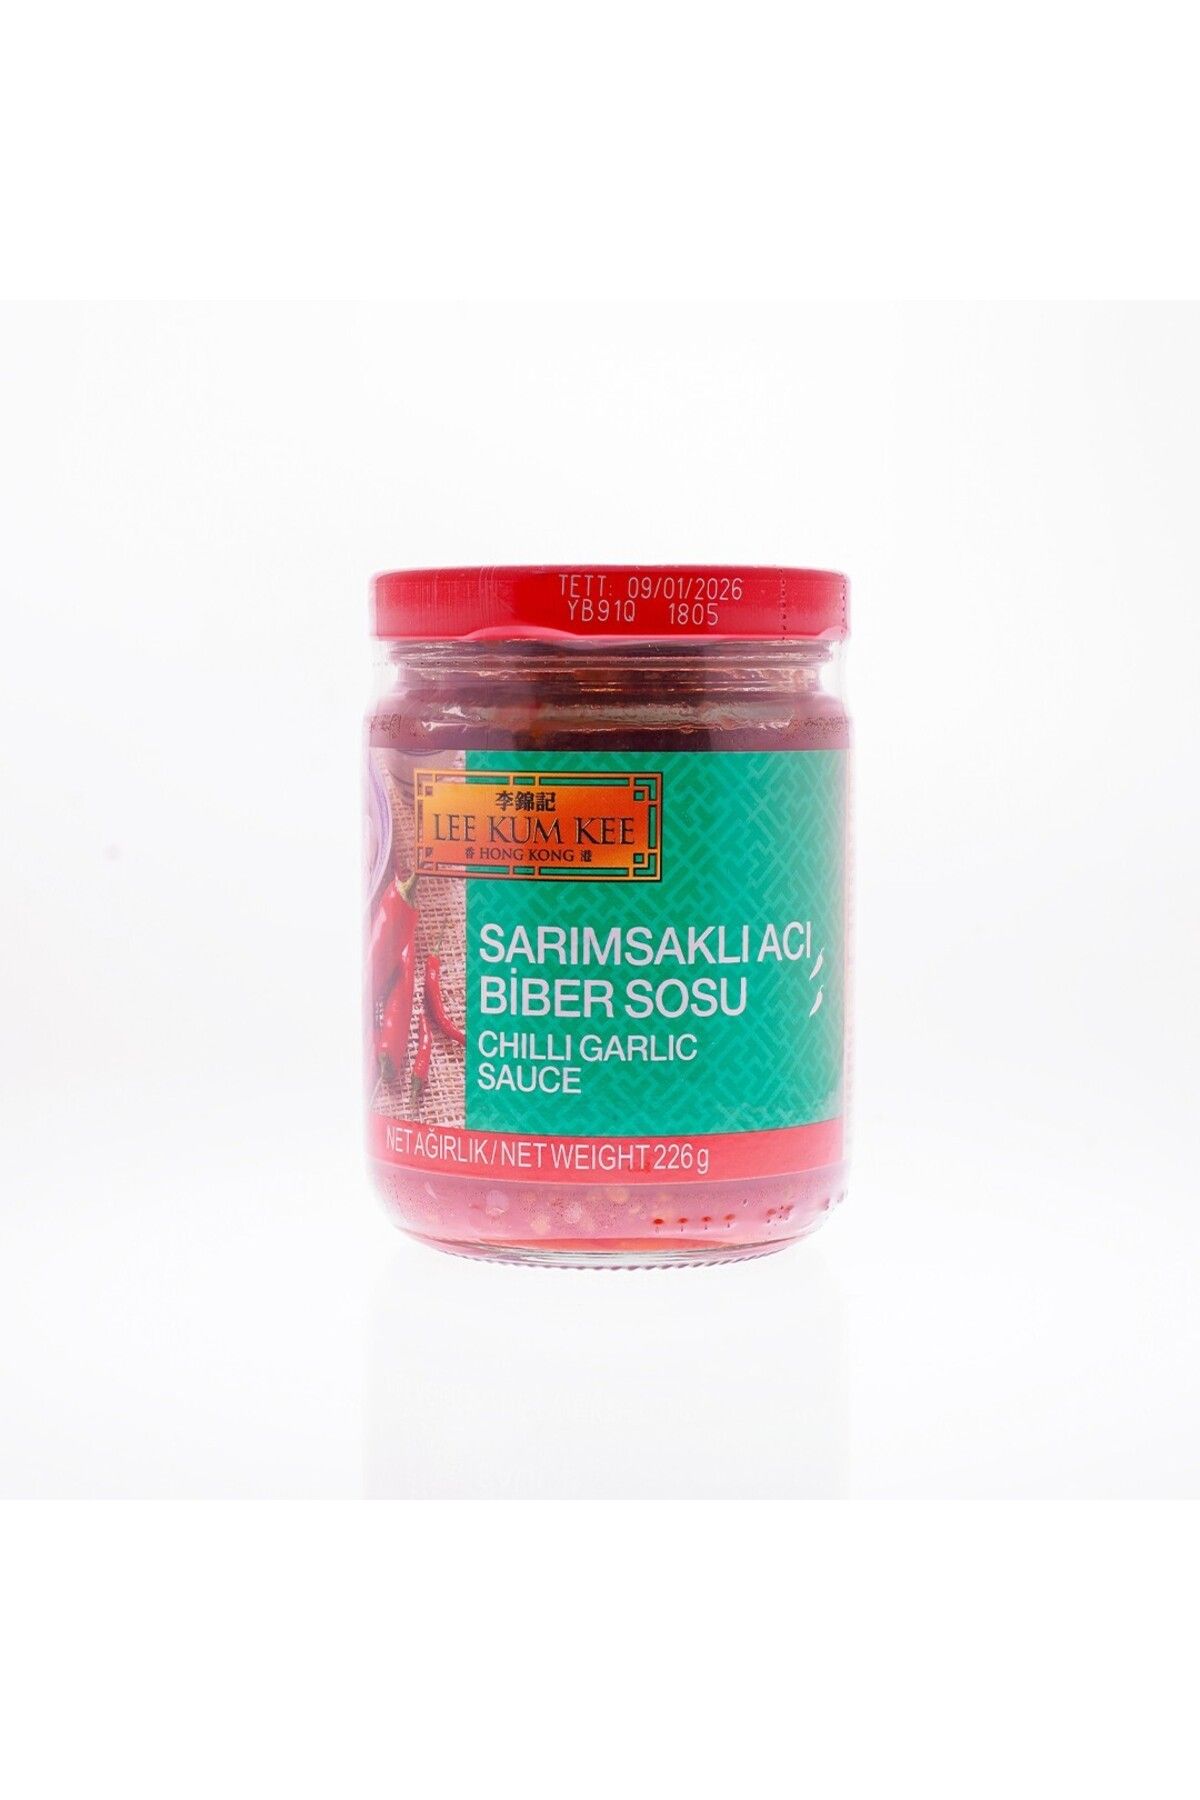 TETT: 09/01/2026
YB91Q 1805
李錦記
LEE KUM KEE
香 HONG KONG 港
SARIMSAKLI ACI
BİBER SOSU
CHILLI GARLIC
SAUCE
NET AĞIRLIK / NET WEIGHT 226 g